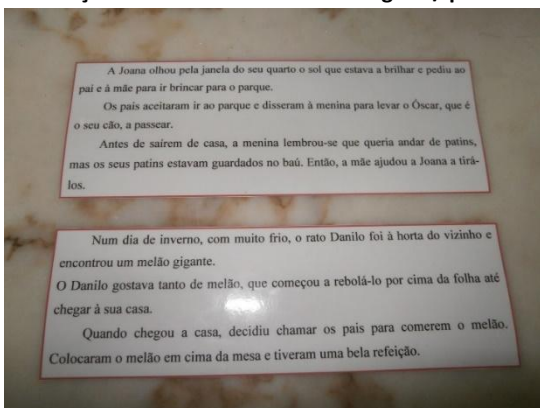 A Joana olhou pela janela do seu quarto o sol que estava a brilhar e pediu ao
pai e à mãe para ir brincar para o parque.
Os pais aceitaram ir ao parque e disseram à menina para levar o Óscar, que é
o seu cão, a passear.
Antes de saírem de casa, a menina lembrou-se que queria andar de patins,
mas os seus patins estavam guardados no baú. Então, a mãe ajudou a Joana a tirá-
los.
Num dia de inverno, com muito frio, o rato Danilo foi à horta do vizinho e
encontrou um melão gigante.
O Danilo gostava tanto de melão, que começou a rebolá-lo por cima da folha até
chegar à sua casa.
Quando chegou a casa, decidiu chamar os pais para comerem o melão.
Colocaram o melão em cima da mesa e tiveram uma bela refeição.